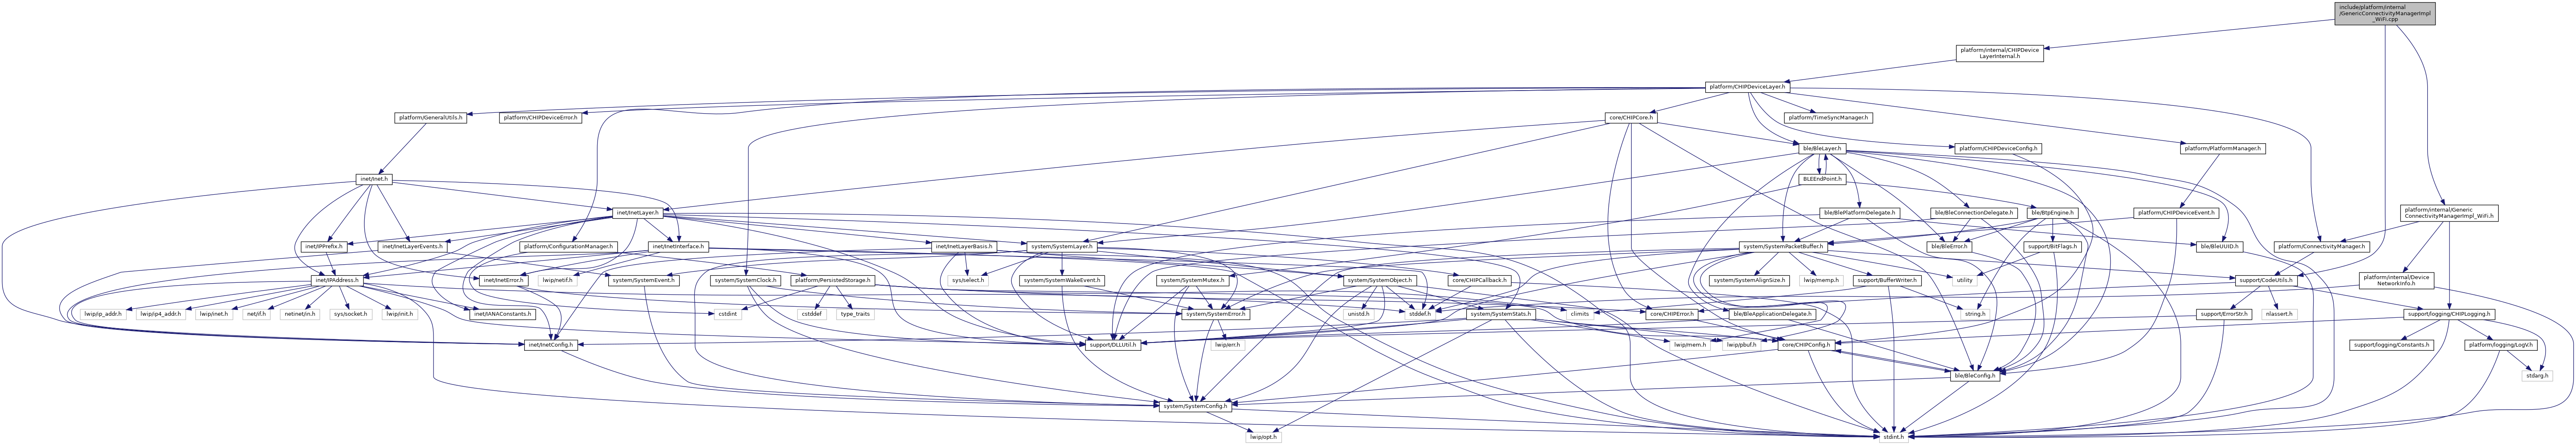 include/platform/internal
/GenericConnectivityManagerImpl
_WiFi.cpp
platform/internal/CHIPDevice
LayerInternal.h
platform/CHIPDeviceLayer.h
platform/GeneralUtils.h
platform/CHIPDeviceError.h
core/CHIPCore.h
platform/TimeSyncManager.h
ble/BleLayer.h
platform/CHIPDeviceConfig.h
platform/PlatformManager.h
inet/Inet.h
BLEEndPoint.h
inet/InetLayer.h
ble/BlePlatformDelegate.h
ble/BleConnectionDelegate.h
ble/BtpEngine.h
platform/CHIPDeviceEvent.h
platform/internal/Generic
ConnectivityManagerImpl_WiFi.h
inet/IPPrefix.h
inet/InetLayerEvents.h
platform/ConfigurationManager.h
inet/InetInterface.h
inet/InetLayerBasis.h
system/SystemLayer.h
system/SystemPacketBuffer.h
ble/BleError.h
support/BitFlags.h
ble/BleUUID.h
platform/ConnectivityManager.h
inet/IPAddress.h
inet/InetError.h
lwip/netif.h
system/SystemEvent.h
system/SystemClock.h
platform/PersistedStorage.h
sys/select.h
system/SystemWakeEvent.h
system/SystemMutex.h
system/SystemObject.h
core/CHIPCallback.h
system/SystemAlignSize.h
lwip/memp.h
support/BufferWriter.h
utility
support/CodeUtils.h
platform/internal/Device
NetworkInfo.h
lwip/ip_addr.h
lwip/ip4_addr.h
lwip/inet.h
net/if.h
netinet/in.h
sys/socket.h
lwip/init.h
inet/IANAConstants.h
cstdint
cstddef
type_traits
system/SystemError.h
unistd.h
stddef.h
system/SystemStats.h
climits
core/CHIPError.h
ble/BleApplicationDelegate.h
string.h
support/ErrorStr.h
nlassert.h
support/logging/CHIPLogging.h
inet/InetConfig.h
support/DLLUtil.h
lwip/err.h
lwip/mem.h
lwip/pbuf.h
core/CHIPConfig.h
support/logging/Constants.h
platform/logging/LogV.h
ble/BleConfig.h
stdarg.h
system/SystemConfig.h
lwip/opt.h
stdint.h